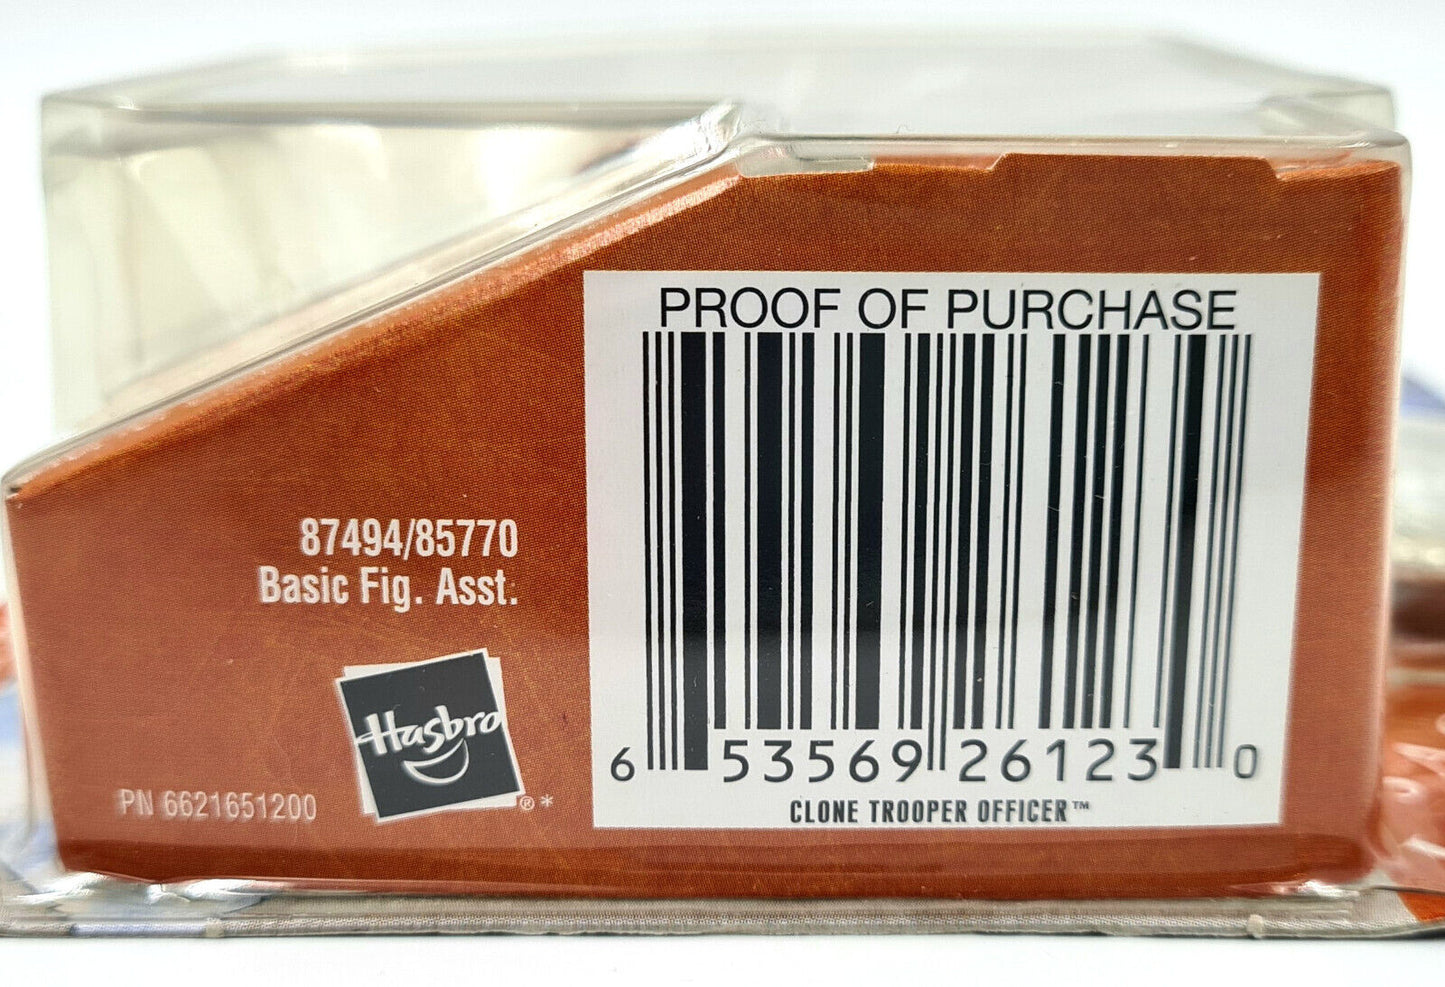 PROOF OF PURCHASE
87494/85770
Basic Fig. Asst.
Hasbro
®*
PN 6621651200
6 53569 26123 0
CLONE TROOPER OFFICER™